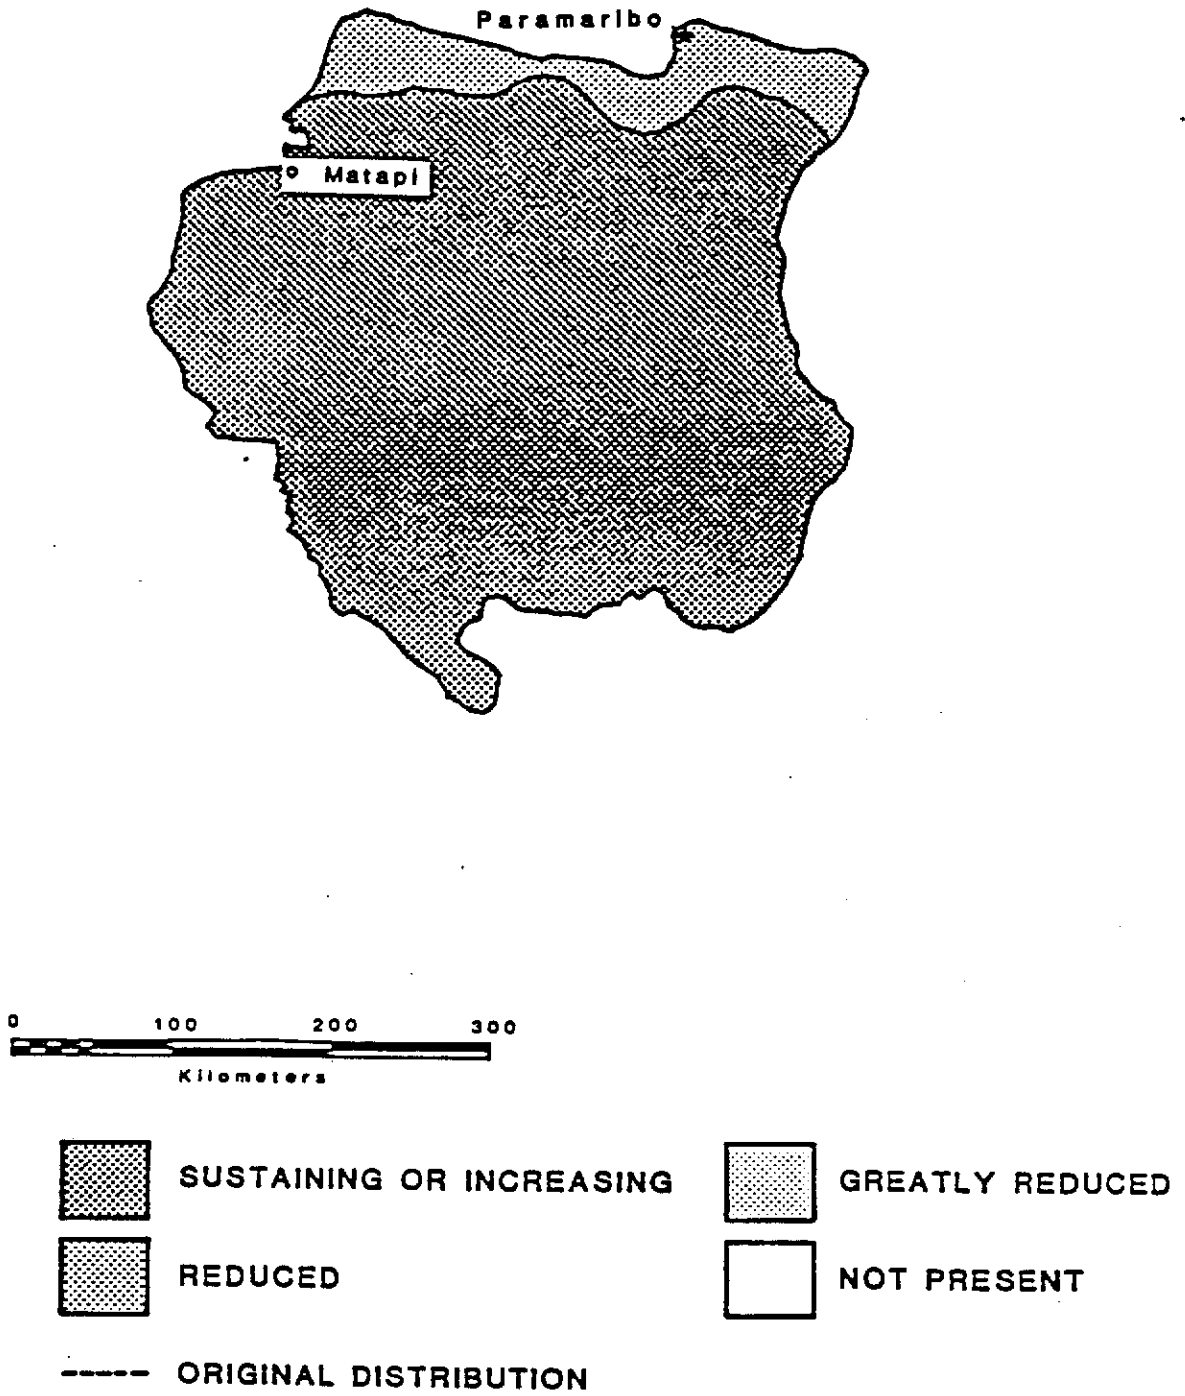 Paramaribo
Matapi
0 100 200 300
Kilometers
SUSTAINING OR INCREASING
GREATLY REDUCED
REDUCED
NOT PRESENT
ORIGINAL DISTRIBUTION